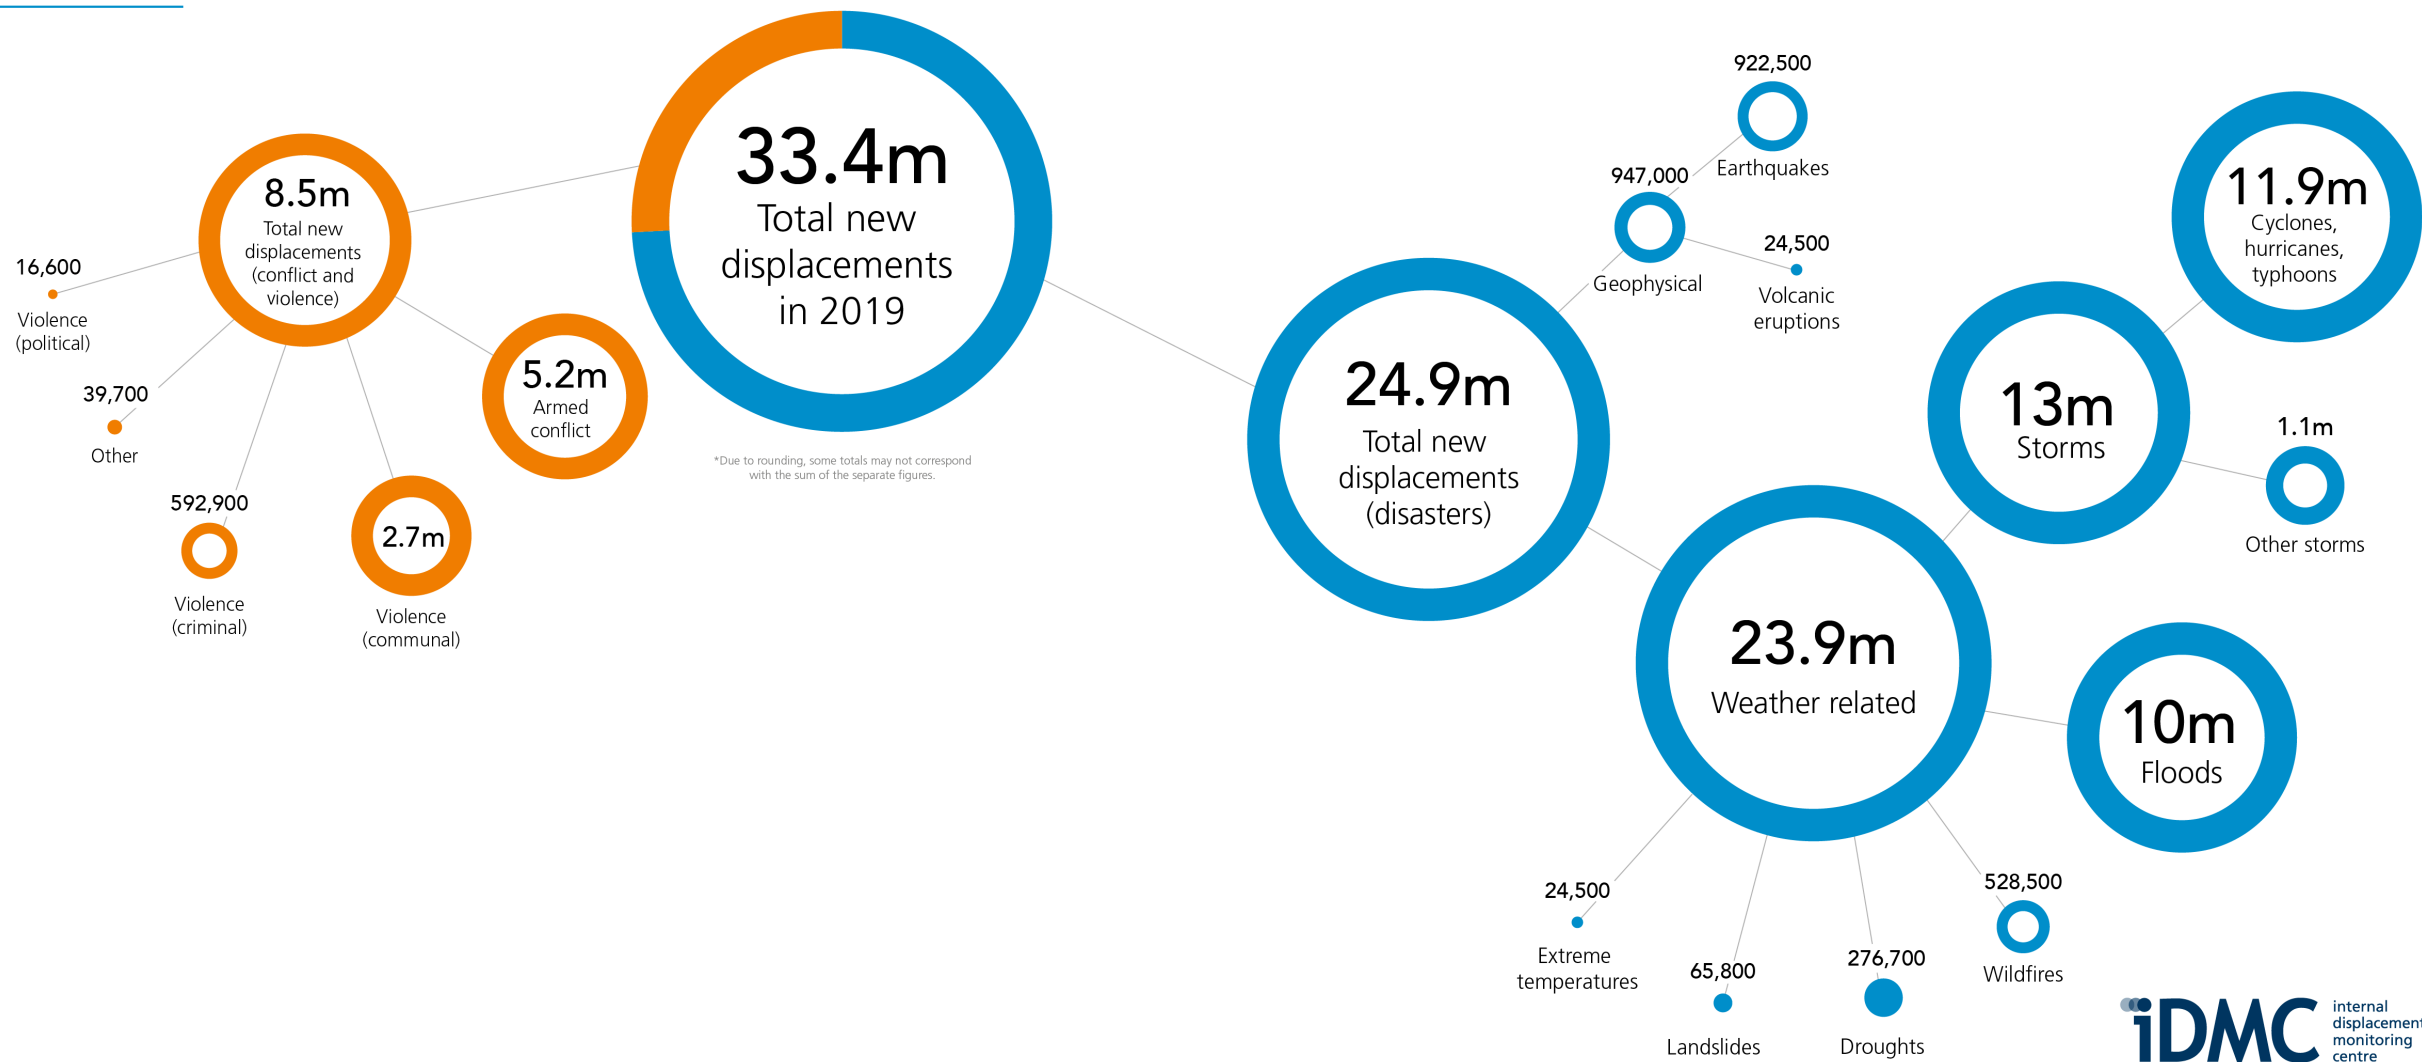 33.4m
Total new
displacements
in 2019
*Due to rounding, some totals may not correspond
with the sum of the separate figures.
8.5m
Total new
displacements
(conflict and
violence)
16,600
Violence
(political)
39,700
Other
592,900
Violence
(criminal)
2.7m
Violence
(communal)
5.2m
Armed
conflict
24.9m
Total new
displacements
(disasters)
947,000
Geophysical
922,500
Earthquakes
24,500
Volcanic
eruptions
23.9m
Weather related
13m
Storms
11.9m
Cyclones,
hurricanes,
typhoons
1.1m
Other storms
10m
Floods
528,500
Wildfires
276,700
Droughts
65,800
Landslides
24,500
Extreme
temperatures
iDMC
internal
displacement
monitoring
centre